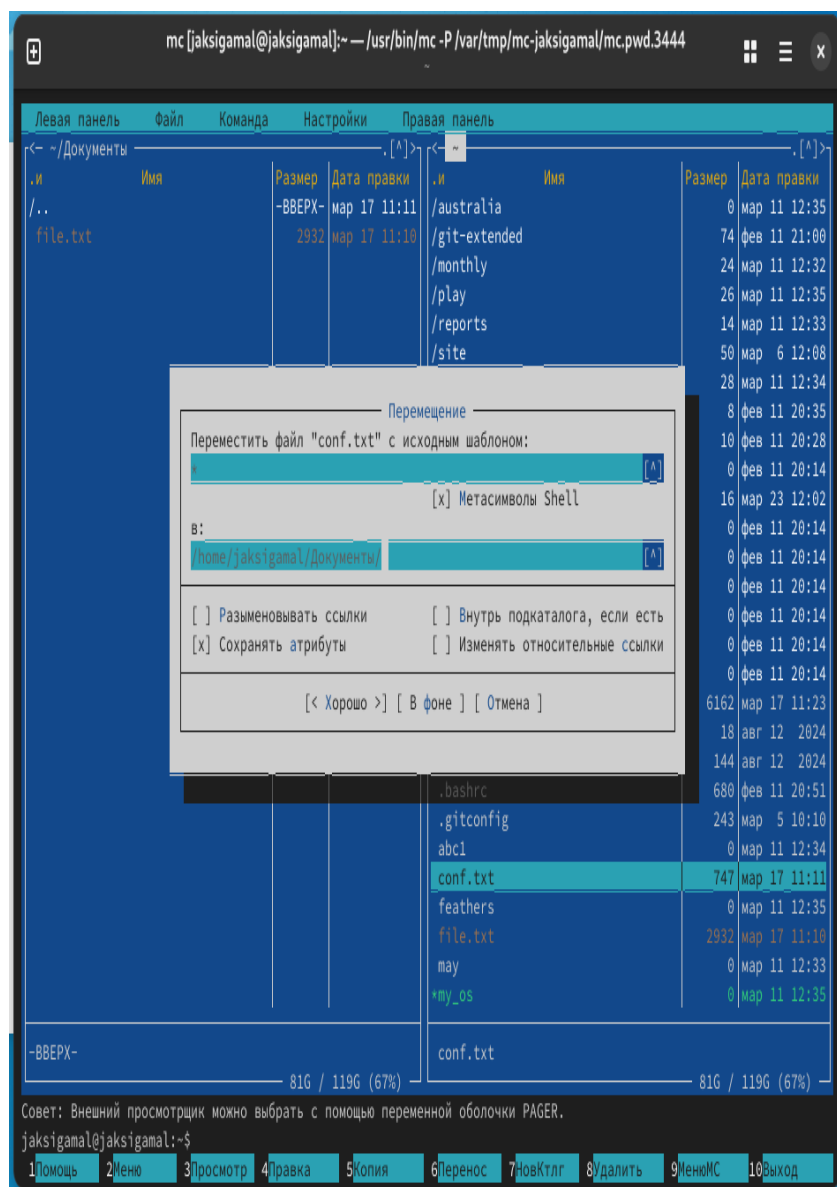 mc [jaksigamal@jaksigamal]:~ — /usr/bin/mc -P /var/tmp/mc-jaksigamal/mc.pwd.3444
~
Левая панель Файл Команда Настройки Правая панель
<— ~/Документы .[^]> <— ~ .[^]>
.и Имя Размер Дата правки .и Имя Размер Дата правки
/.. -ВВЕРХ- мар 17 11:11 /australia 0 мар 11 12:35
file.txt 2932 мар 17 11:10 /git-extended 74 фев 11 21:00
/monthly 24 мар 11 12:32
/play 26 мар 11 12:35
/reports 14 мар 11 12:33
/site 50 мар 6 12:08
28 мар 11 12:34
Перемещение 8 фев 11 20:35
Переместить файл "conf.txt" с исходным шаблоном: 10 фев 11 20:28
* [^] 0 фев 11 20:14
[x] Метасимволы Shell 16 мар 23 12:02
в: 0 фев 11 20:14
/home/jaksigamal/Документы/ [^] 0 фев 11 20:14
0 фев 11 20:14
[ ] Разыменовывать ссылки [ ] Внутрь подкаталога, если есть 0 фев 11 20:14
[x] Сохранять атрибуты [ ] Изменять относительные ссылки 0 фев 11 20:14
0 фев 11 20:14
[< Хорошо >] [ В фоне ] [ Отмена ] 6162 мар 17 11:23
18 авг 12 2024
144 авг 12 2024
.bashrc 680 фев 11 20:51
.gitconfig 243 мар 5 10:10
abc1 0 мар 11 12:34
conf.txt 747 мар 17 11:11
feathers 0 мар 11 12:35
file.txt 2932 мар 17 11:10
may 0 мар 11 12:33
*my_os 0 мар 11 12:35
-ВВЕРХ- conf.txt
81G / 119G (67%) 81G / 119G (67%)
Совет: Внешний просмотрщик можно выбрать с помощью переменной оболочки PAGER.
jaksigamal@jaksigamal:~$
1Помощь 2Меню 3Просмотр 4Правка 5Копия 6Перенос 7НовКтлг 8Удалить 9МенюMC 10Выход